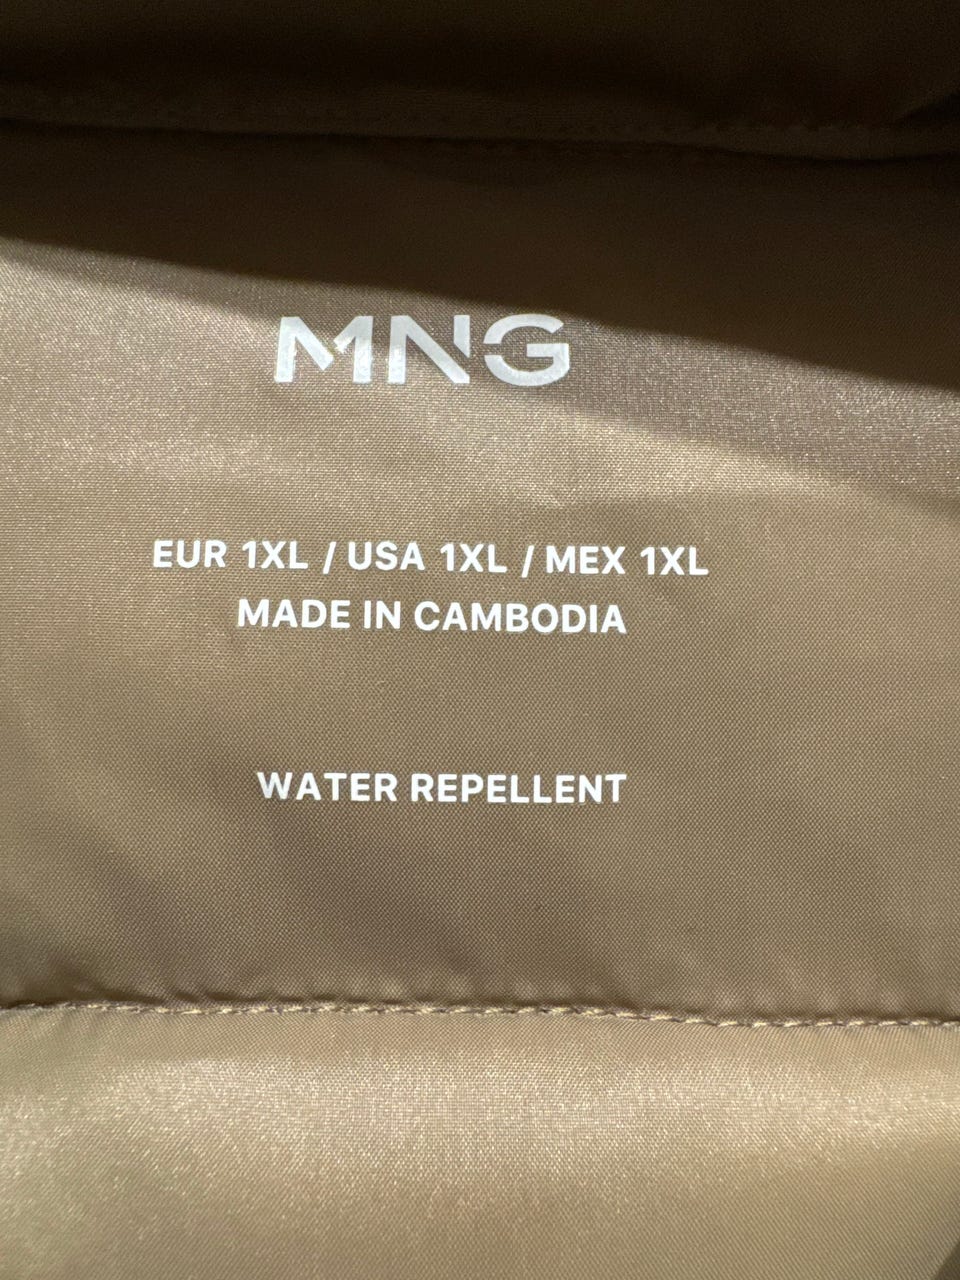 MNG
EUR 1XL / USA 1XL / MEX 1XL
MADE IN CAMBODIA
WATER REPELLENT